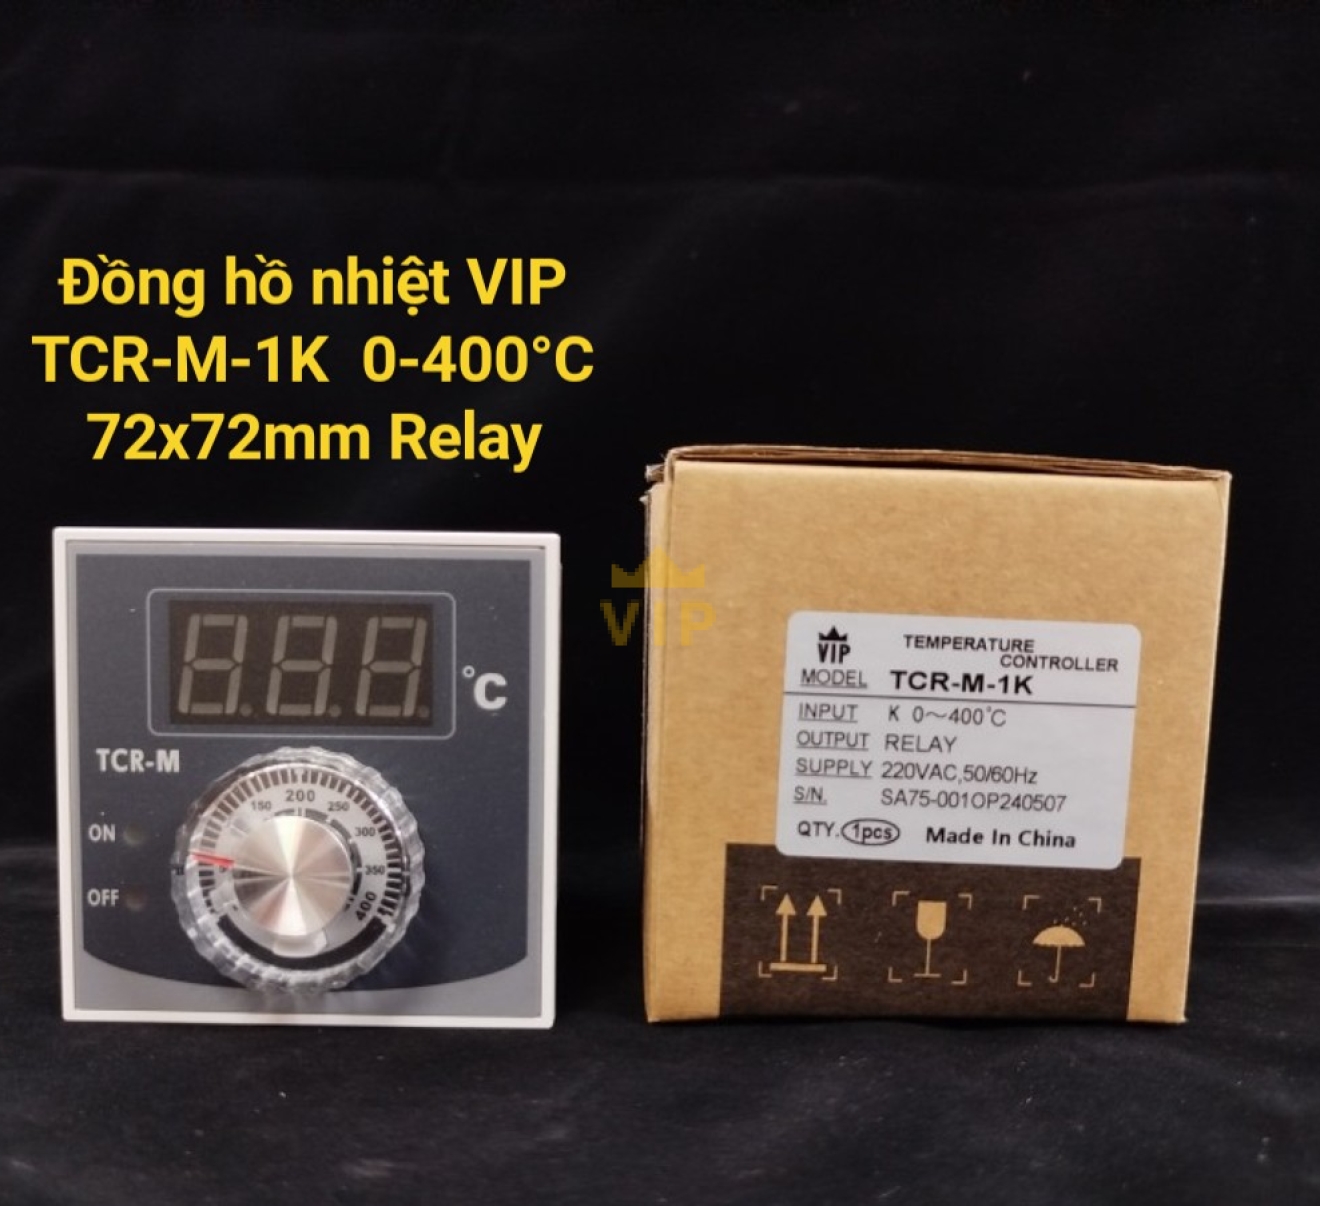 Đồng hồ nhiệt VIP
TCR-M-1K 0-400°C
72x72mm Relay
°C
TCR-M
ON
OFF
150 200 250 300 350 400
VIP
VIP
TEMPERATURE
CONTROLLER
MODEL TCR-M-1K
INPUT K 0～400°C
OUTPUT RELAY
SUPPLY 220VAC,50/60Hz
S/N. SA75-001OP240507
QTY. 1pcs Made In China